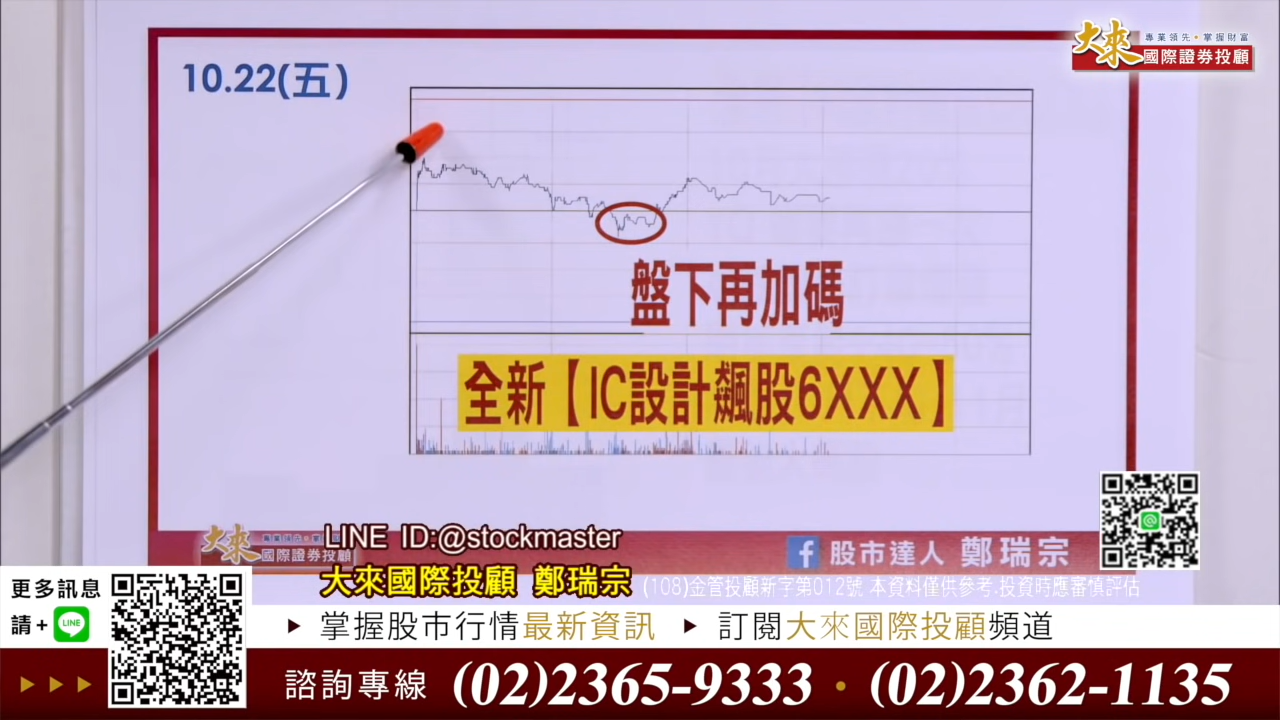 大來
專業領先•掌握財富
國際證券投顧
10.22(五)
盤下再加碼
全新【IC設計飆股6XXX】
大來
國際證券投顧
LINE ID:@stockmaster
股市達人 鄭瑞宗
大來國際投顧 鄭瑞宗
(108)金管投顧新字第012號 本資料僅供參考.投資時應審慎評估
更多訊息
請+ LINE
掌握股市行情最新資訊
訂閱大來國際投顧頻道
諮詢專線 (02)2365-9333•(02)2362-1135